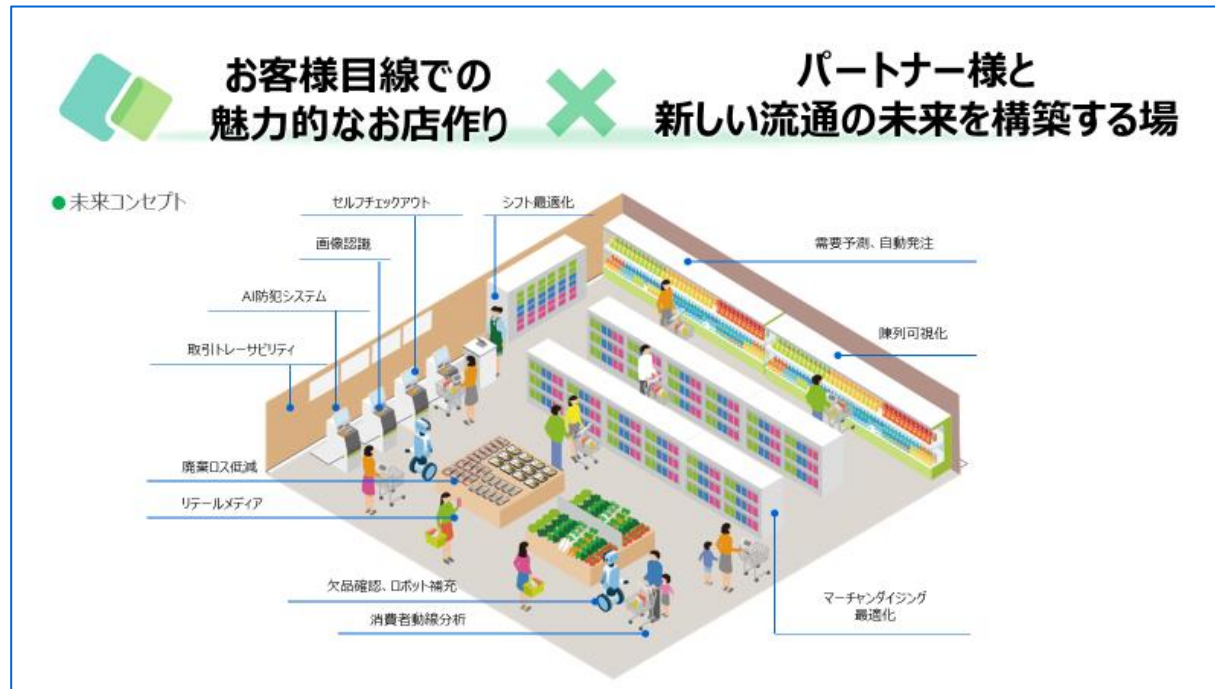 お客様目線での
魅力的なお店作り
パートナー様と
新しい流通の未来を構築する場
●未来コンセプト
セルフチェックアウト
シフト最適化
画像認識
需要予測、自動発注
AI防犯システム
取引トレーサビリティ
陳列可視化
廃棄ロス低減
リテールメディア
欠品確認、ロボット補充
消費者動線分析
マーチャンダイジング
最適化